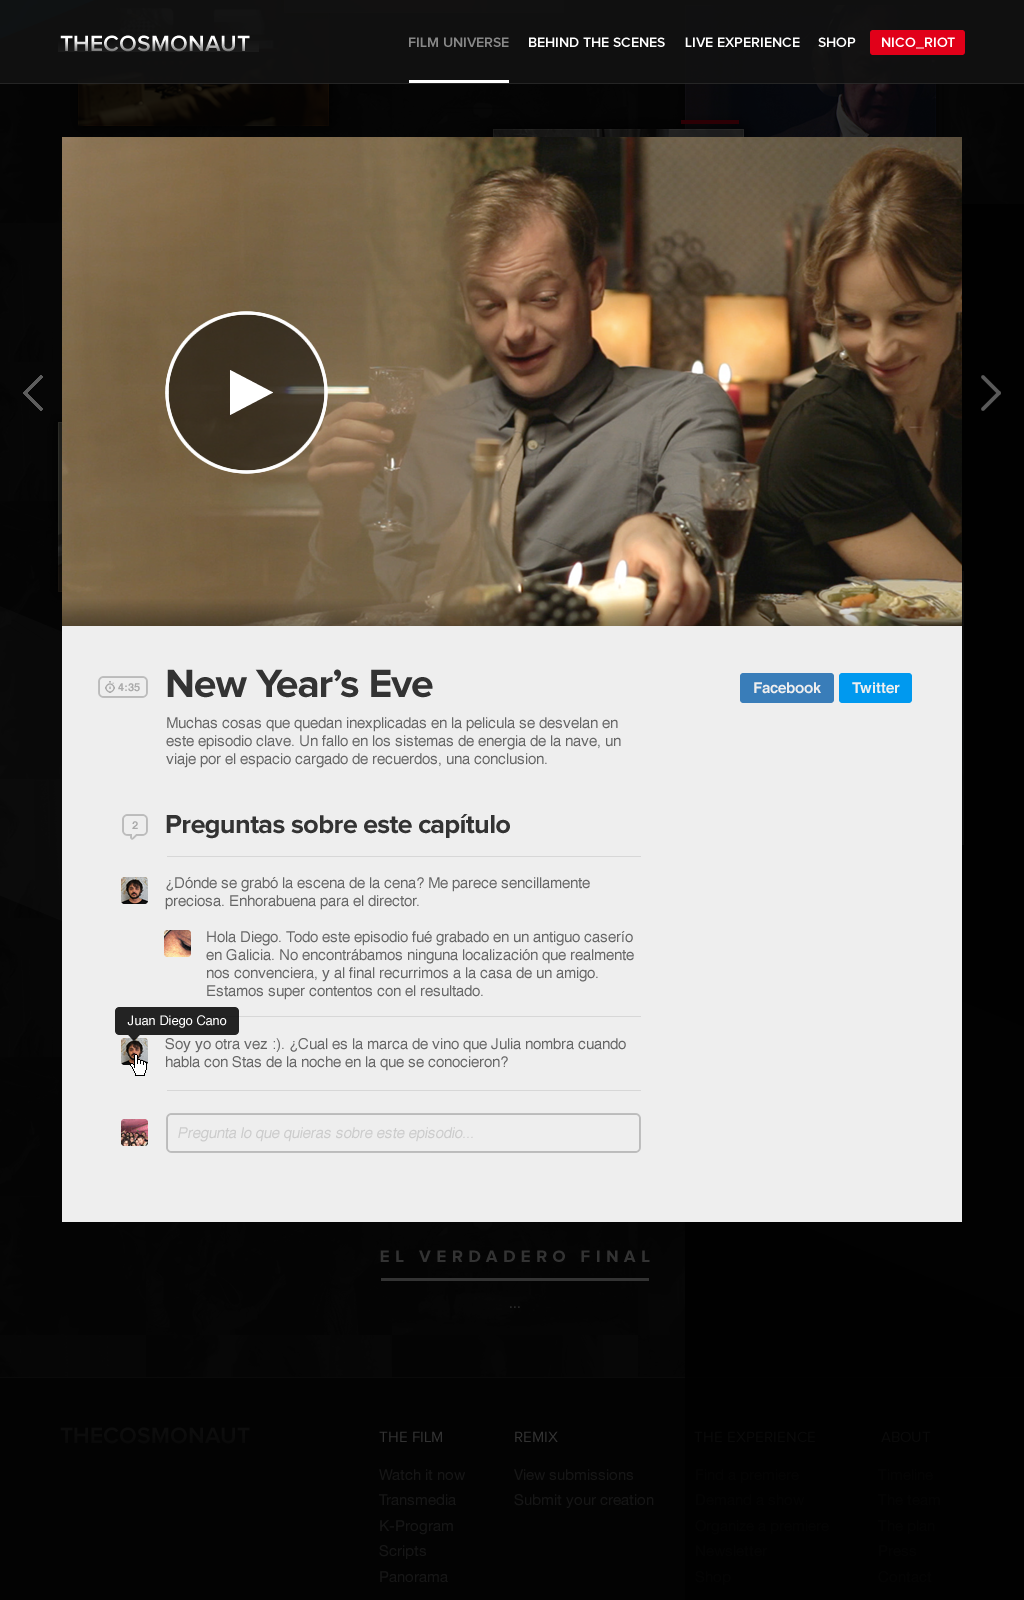 THECOSMONAUT
FILM UNIVERSE
BEHIND THE SCENES
LIVE EXPERIENCE
SHOP
NICO_RIOT
4:35
New Year’s Eve
Facebook
Twitter
Muchas cosas que quedan inexplicadas en la pelicula se desvelan en
este episodio clave. Un fallo en los sistemas de energia de la nave, un
viaje por el espacio cargado de recuerdos, una conclusion.
2
Preguntas sobre este capítulo
¿Dónde se grabó la escena de la cena? Me parece sencillamente
preciosa. Enhorabuena para el director.
Hola Diego. Todo este episodio fué grabado en un antiguo caserío
en Galicia. No encontrábamos ninguna localización que realmente
nos convenciera, y al final recurrimos a la casa de un amigo.
Estamos super contentos con el resultado.
Juan Diego Cano
Soy yo otra vez :). ¿Cual es la marca de vino que Julia nombra cuando
habla con Stas de la noche en la que se conocieron?
Pregunta lo que quieras sobre este episodio...
EL VERDADERO FINAL
...
THECOSMONAUT
THE FILM
Watch it now
Transmedia
K-Program
Scripts
Panorama
REMIX
View submissions
Submit your creation
THE EXPERIENCE
ABOUT